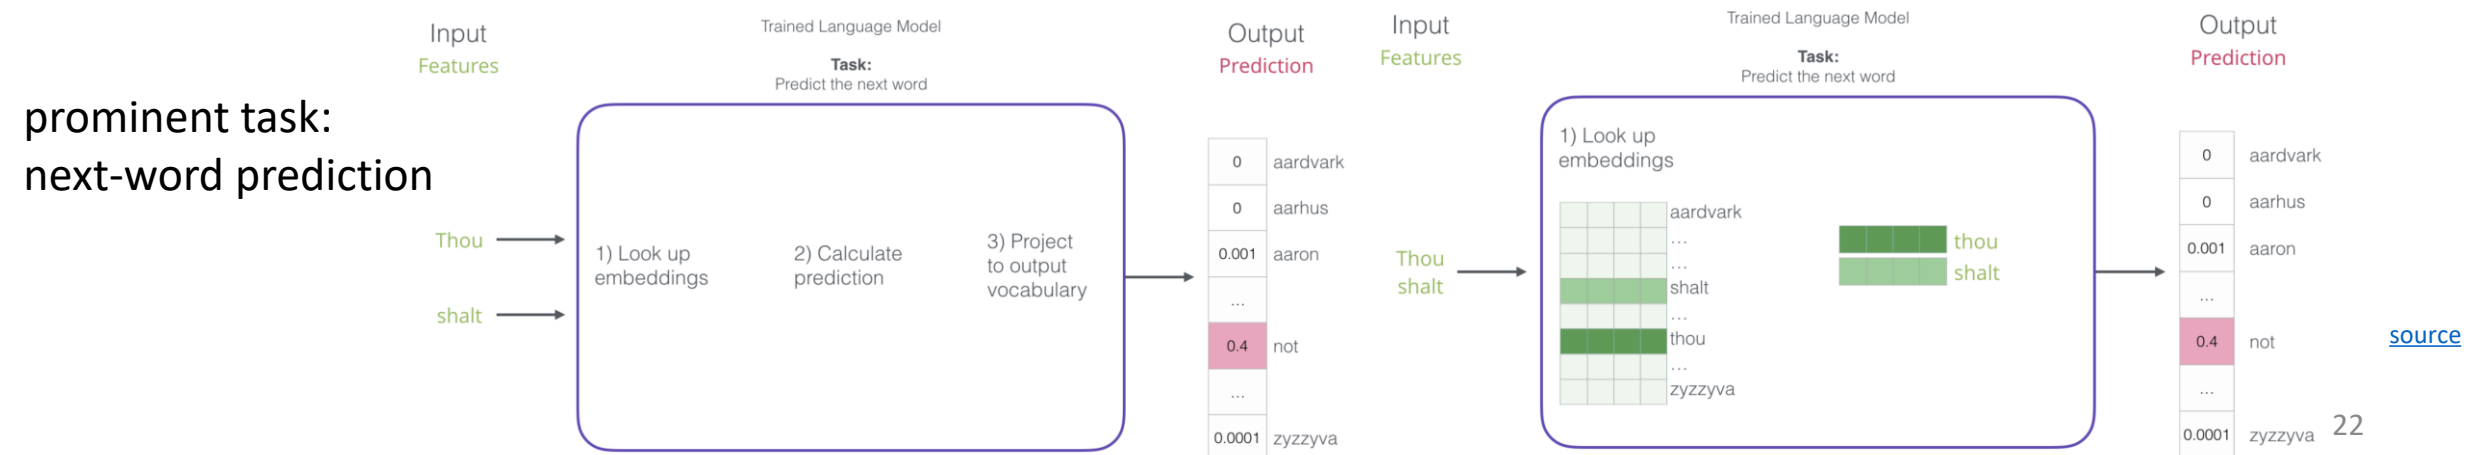 prominent task:
next-word prediction
Input
Features
Thou
shalt
Trained Language Model
Task:
Predict the next word
1) Look up
embeddings
2) Calculate
prediction
3) Project
to output
vocabulary
Output
Prediction
0 aardvark
0 aarhus
0.001 aaron
...
0.4 not
...
0.0001 zyzzyva
Input
Features
Thou
shalt
Trained Language Model
Task:
Predict the next word
1) Look up
embeddings
aardvark
...
...
shalt
...
thou
...
zyzzyva
thou
shalt
Output
Prediction
0 aardvark
0 aarhus
0.001 aaron
...
0.4 not
...
0.0001 zyzzyva
source
22